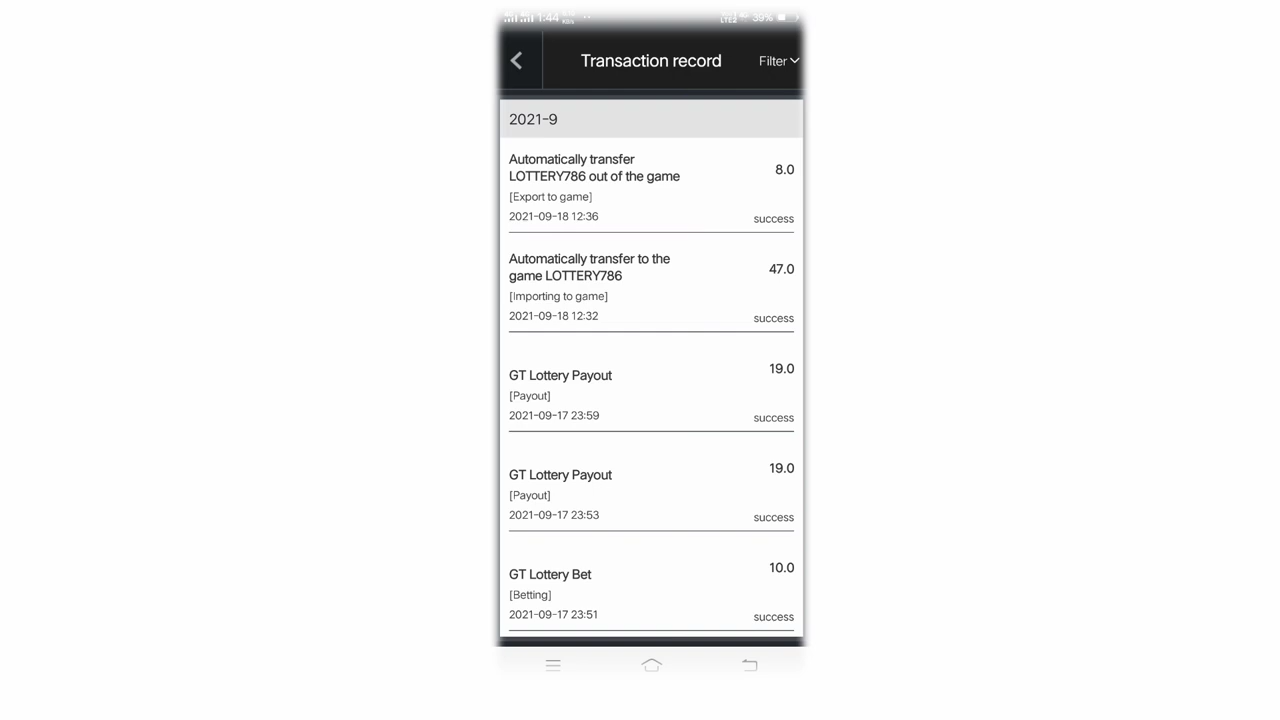 1:44
39%
Transaction record
Filter
2021-9
Automatically transfer
LOTTERY786 out of the game
8.0
[Export to game]
2021-09-18 12:36
success
Automatically transfer to the
game LOTTERY786
47.0
[Importing to game]
2021-09-18 12:32
success
19.0
GT Lottery Payout
[Payout]
2021-09-17 23:59
success
19.0
GT Lottery Payout
[Payout]
2021-09-17 23:53
success
10.0
GT Lottery Bet
[Betting]
2021-09-17 23:51
success